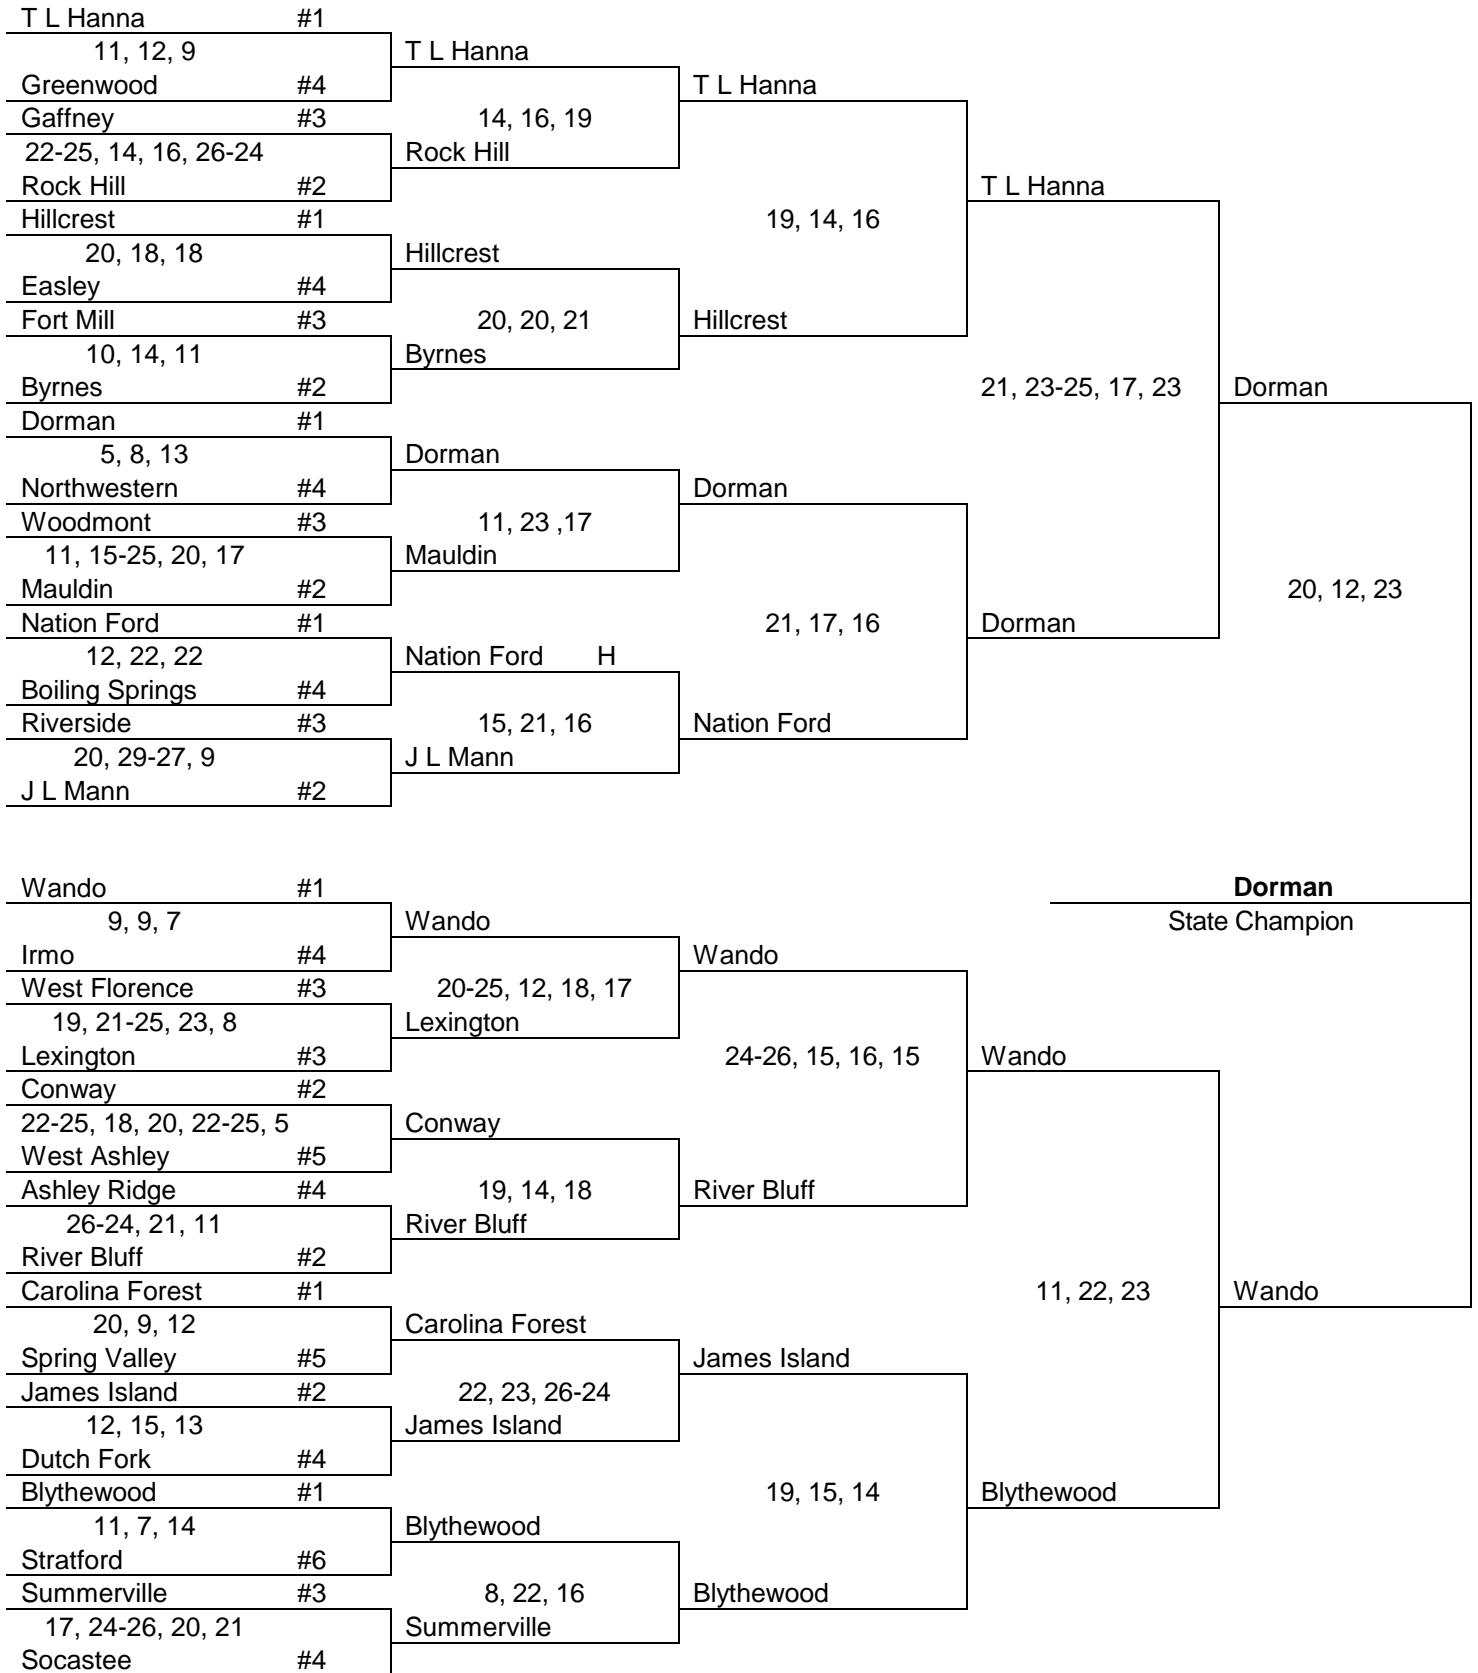 T L Hanna #1
11, 12, 9 T L Hanna
Greenwood #4 T L Hanna
Gaffney #3 14, 16, 19
22-25, 14, 16, 26-24 Rock Hill
Rock Hill #2 T L Hanna
Hillcrest #1 19, 14, 16
20, 18, 18 Hillcrest
Easley #4
Fort Mill #3 20, 20, 21 Hillcrest
10, 14, 11 Byrnes
Byrnes #2 21, 23-25, 17, 23 Dorman
Dorman #1
5, 8, 13 Dorman
Northwestern #4 Dorman
Woodmont #3 11, 23 ,17
11, 15-25, 20, 17 Mauldin
Mauldin #2 20, 12, 23
Nation Ford #1 21, 17, 16 Dorman
12, 22, 22 Nation Ford H
Boiling Springs #4
Riverside #3 15, 21, 16 Nation Ford
20, 29-27, 9 J L Mann
J L Mann #2
Wando #1 Dorman
9, 9, 7 Wando State Champion
Irmo #4 Wando
West Florence #3 20-25, 12, 18, 17
19, 21-25, 23, 8 Lexington
Lexington #3 24-26, 15, 16, 15 Wando
Conway #2
22-25, 18, 20, 22-25, 5 Conway
West Ashley #5
Ashley Ridge #4 19, 14, 18 River Bluff
26-24, 21, 11 River Bluff
River Bluff #2
Carolina Forest #1 11, 22, 23 Wando
20, 9, 12 Carolina Forest
Spring Valley #5 James Island
James Island #2 22, 23, 26-24
12, 15, 13 James Island
Dutch Fork #4
Blythewood #1 19, 15, 14 Blythewood
11, 7, 14 Blythewood
Stratford #6
Summerville #3 8, 22, 16 Blythewood
17, 24-26, 20, 21 Summerville
Socastee #4